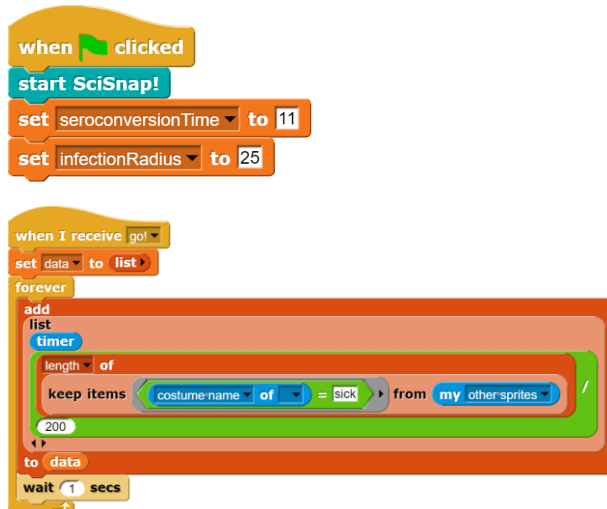 when clicked
start SciSnap!
set seroconversionTime to 11
set infectionRadius to 25
when I receive go!
set data to list
forever
add
list
timer
length of
keep items costume name of = sick from my other sprites /
200
to data
wait 1 secs